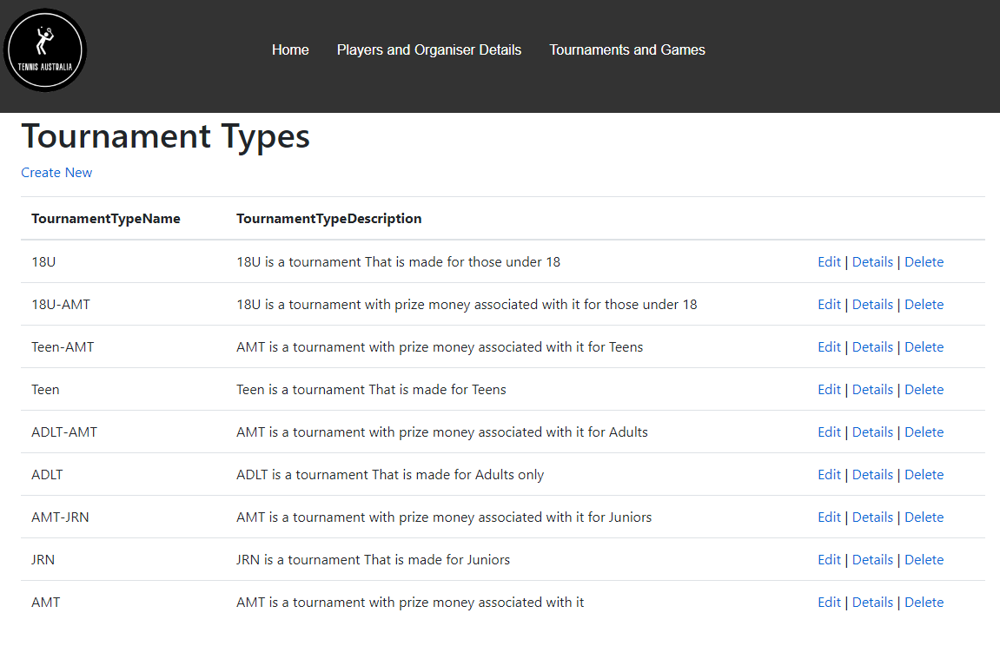 TENNIS AUSTRALIA
Home Players and Organiser Details Tournaments and Games
Tournament Types
Create New
TournamentTypeName TournamentTypeDescription
18U 18U is a tournament That is made for those under 18 Edit | Details | Delete
18U-AMT 18U is a tournament with prize money associated with it for those under 18 Edit | Details | Delete
Teen-AMT AMT is a tournament with prize money associated with it for Teens Edit | Details | Delete
Teen Teen is a tournament That is made for Teens Edit | Details | Delete
ADLT-AMT AMT is a tournament with prize money associated with it for Adults Edit | Details | Delete
ADLT ADLT is a tournament That is made for Adults only Edit | Details | Delete
AMT-JRN AMT is a tournament with prize money associated with it for Juniors Edit | Details | Delete
JRN JRN is a tournament That is made for Juniors Edit | Details | Delete
AMT AMT is a tournament with prize money associated with it Edit | Details | Delete